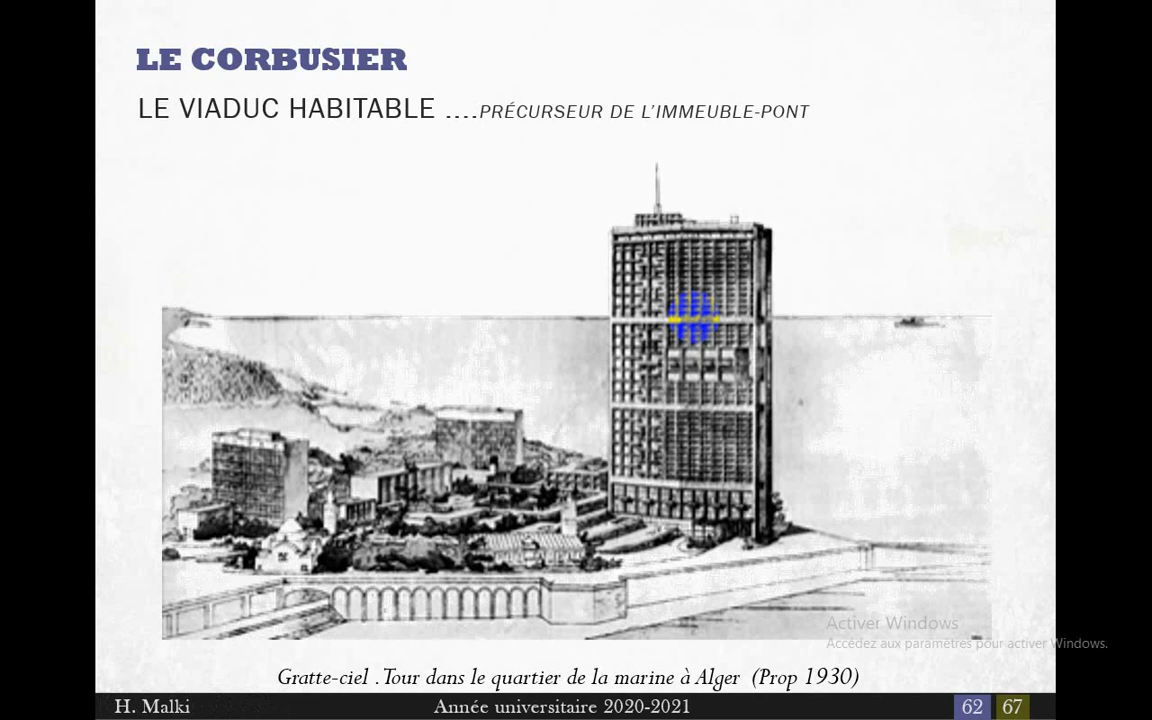 LE CORBUSIER
LE VIADUC HABITABLE ....PRÉCURSEUR DE L'IMMEUBLE-PONT
Activer Windows
Accédez aux paramètres pour activer Windows.
Gratte-ciel . Tour dans le quartier de la marine à Alger (Prop 1930)
H. Malki Année universitaire 2020-2021 62 67